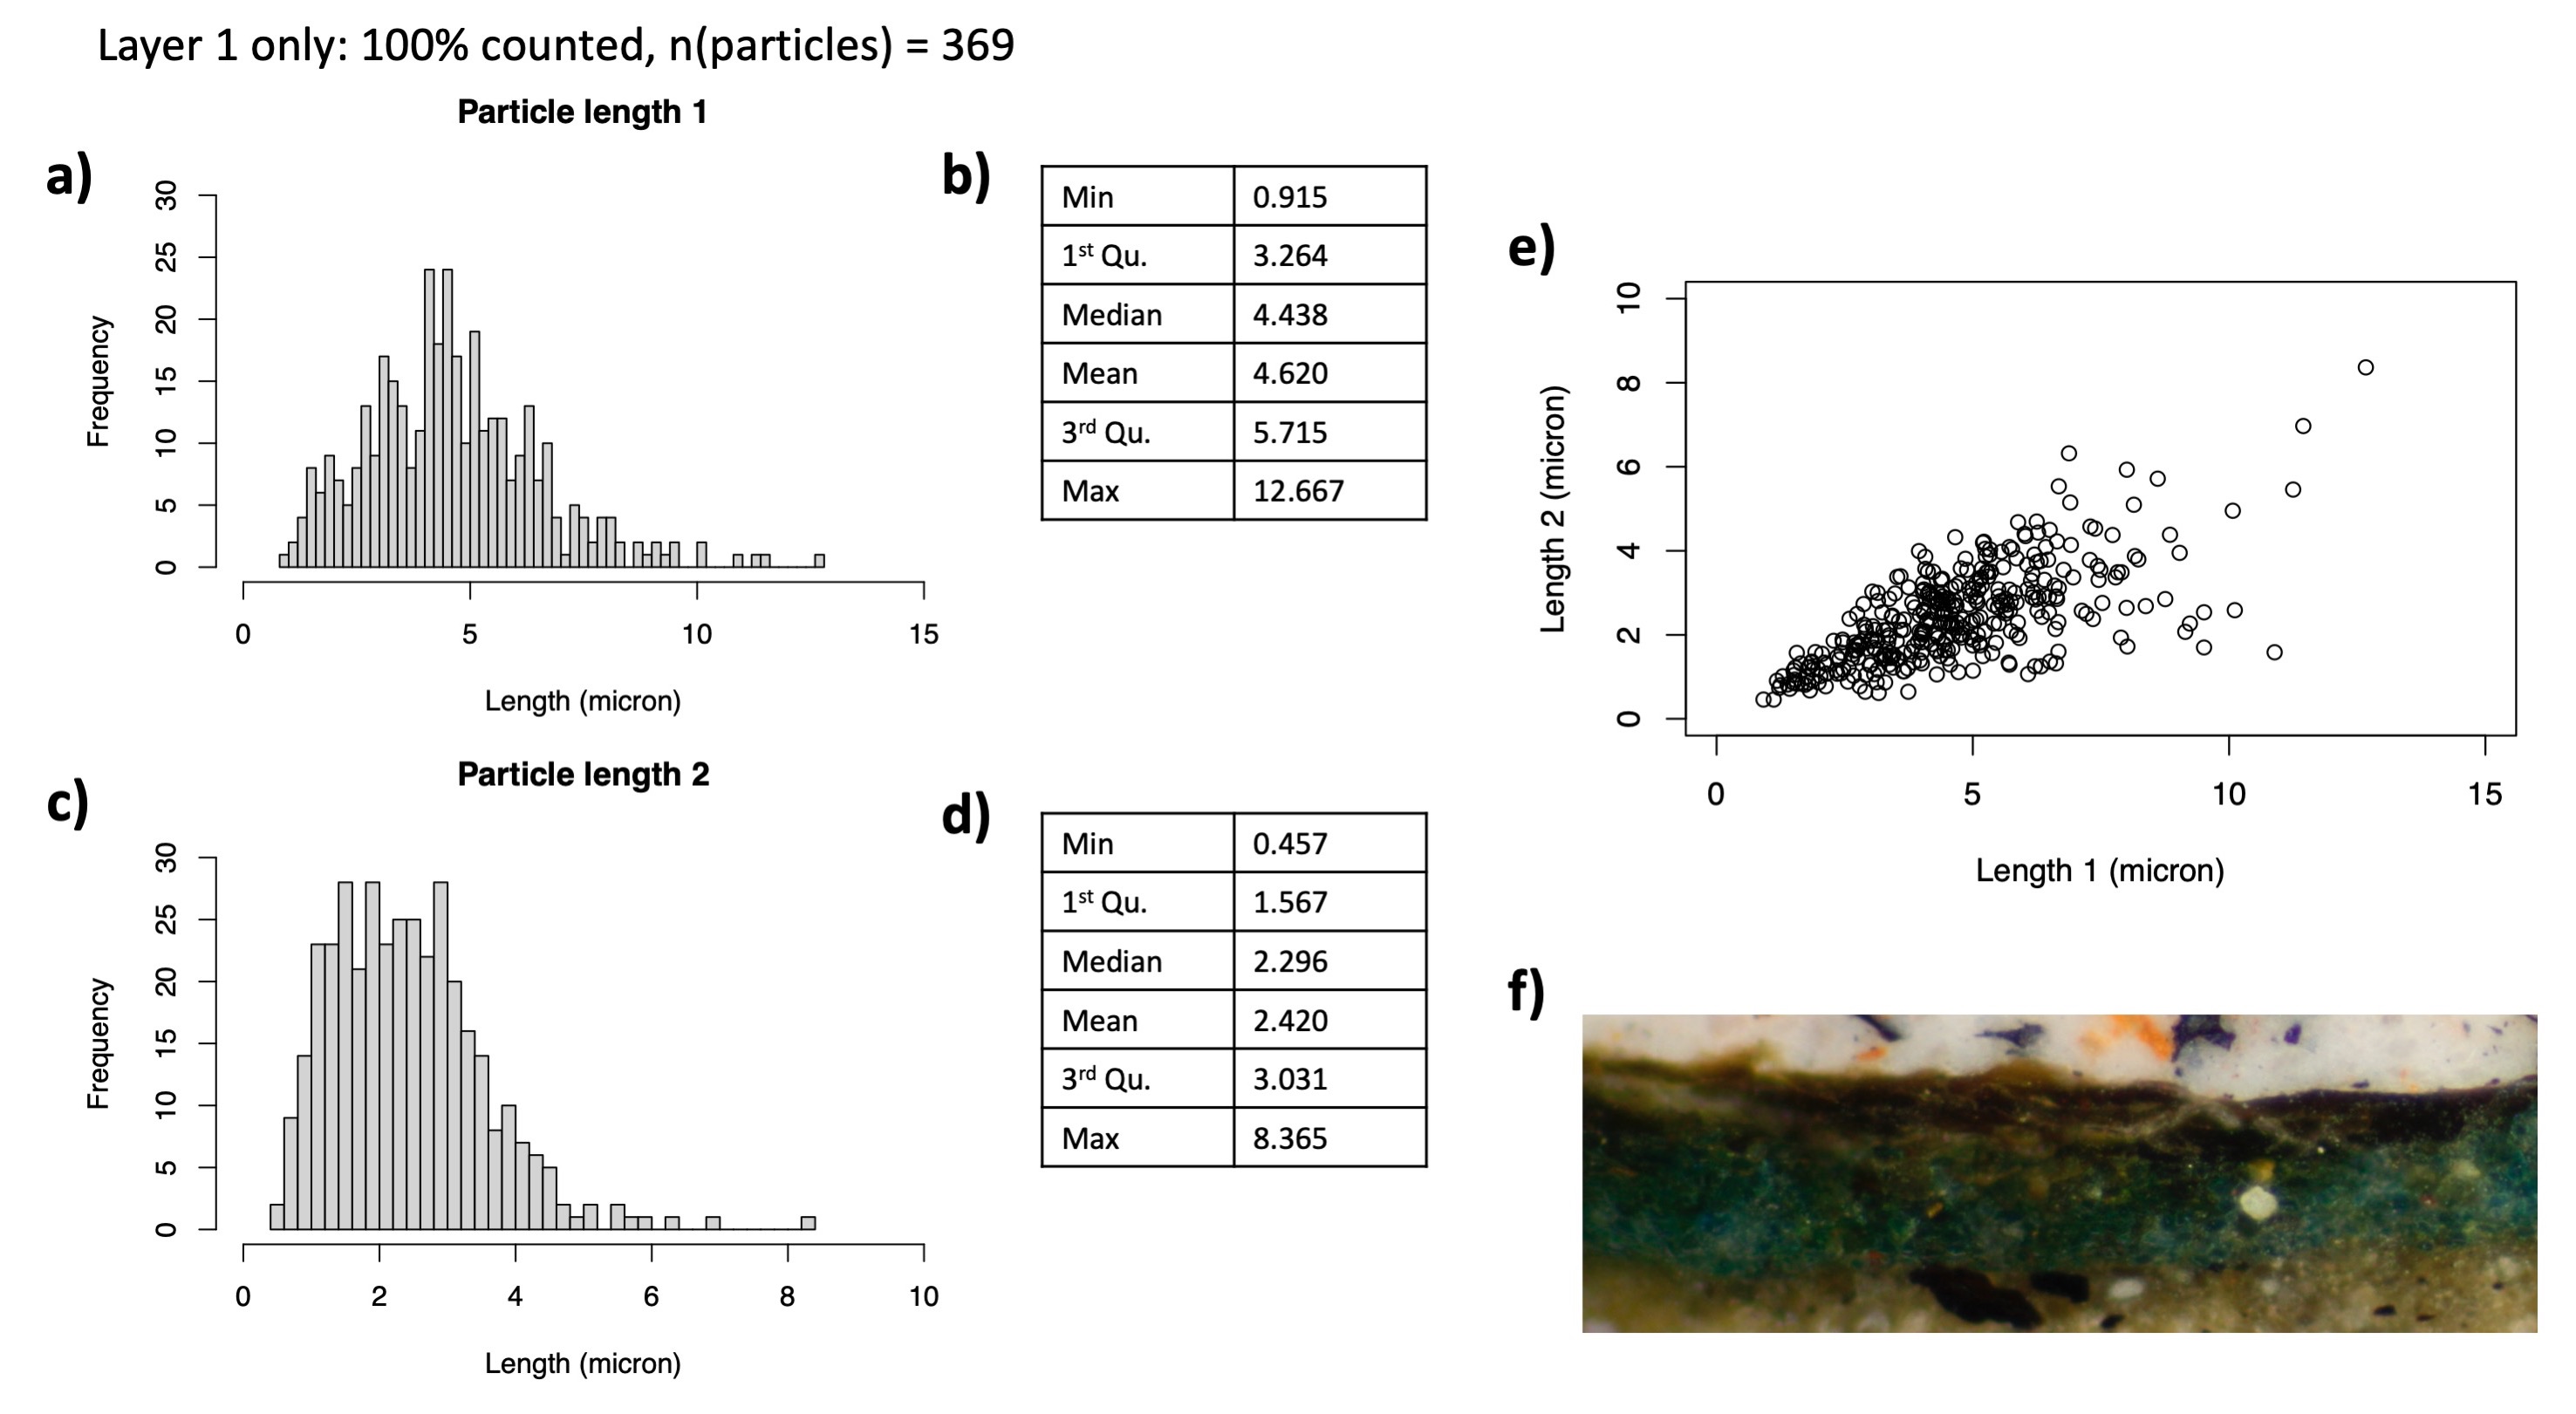 Layer 1 only: 100% counted, n(particles) = 369
Particle length 1
a)
30
25
20
15
10
5
0
Frequency
0 5 10 15
Length (micron)
b)
Min 0.915
1st Qu. 3.264
Median 4.438
Mean 4.620
3rd Qu. 5.715
Max 12.667
Particle length 2
c)
30
25
20
15
10
5
0
Frequency
0 2 4 6 8 10
Length (micron)
d)
Min 0.457
1st Qu. 1.567
Median 2.296
Mean 2.420
3rd Qu. 3.031
Max 8.365
e)
10
8
6
4
2
0
Length 2 (micron)
0 5 10 15
Length 1 (micron)
f)